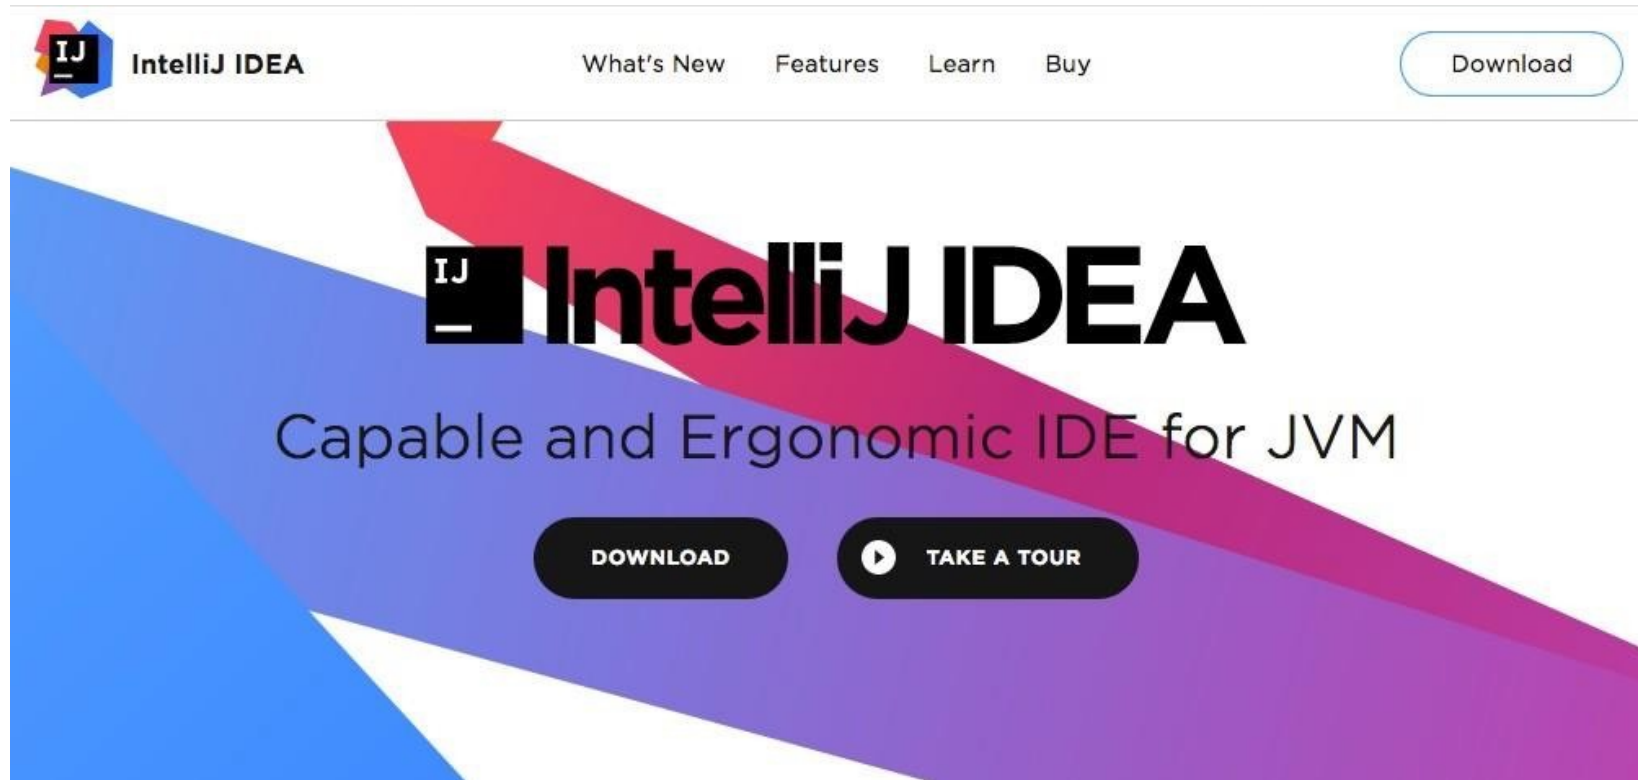 IJ IntelliJ IDEA What's New Features Learn Buy Download
IJ IntelliJ IDEA
Capable and Ergonomic IDE for JVM
DOWNLOAD TAKE A TOUR